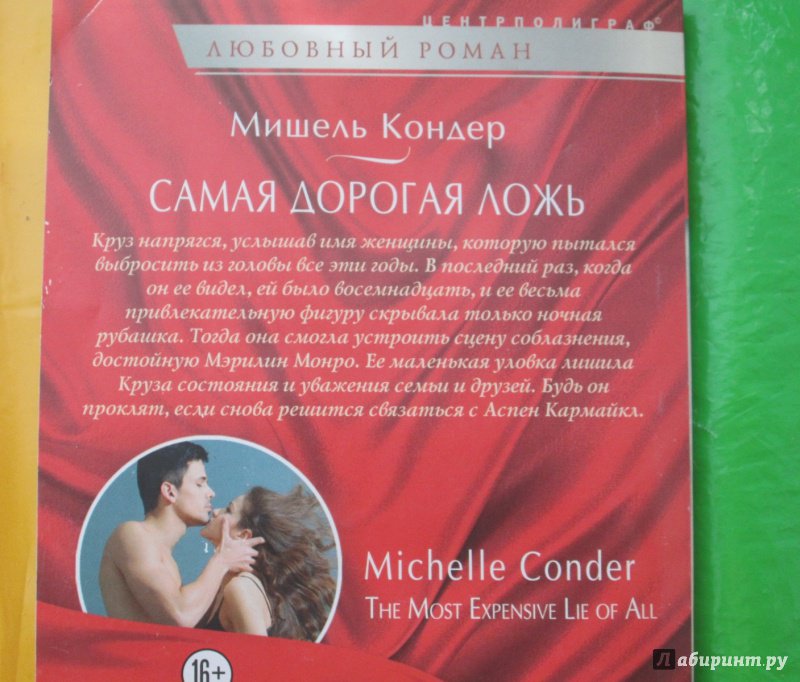 ЦЕНТРПОЛИГРАФ©
ЛЮБОВНЫЙ РОМАН
Мишель Кондер
САМАЯ ДОРОГАЯ ЛОЖЬ
Круз напрягся, услышав имя женщины, которую пытался
выбросить из головы все эти годы. В последний раз, когда
он ее видел, ей было восемнадцать, и ее весьма
привлекательную фигуру скрывала только ночная
рубашка. Тогда она смогла устроить сцену соблазнения,
достойную Мэрилин Монро. Ее маленькая уловка лишила
Круза состояния и уважения семьи и друзей. Будь он
проклят, если снова решится связаться с Аспен Кармайкл.
Michelle Conder
THE MOST EXPENSIVE LIE OF ALL
16+
Лабиринт.ру